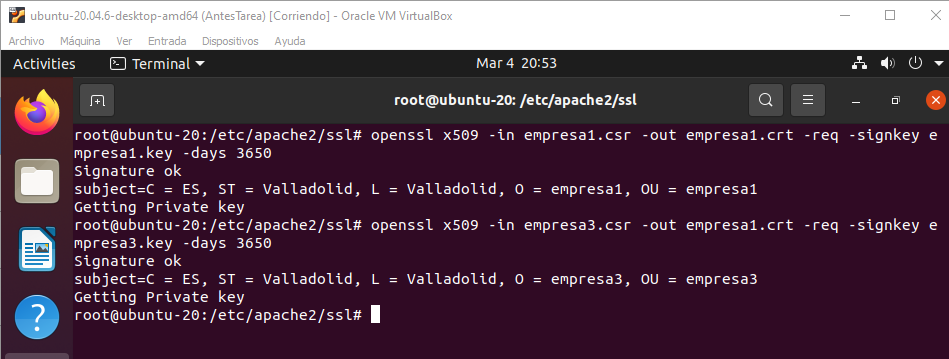 ubuntu-20.04.6-desktop-amd64 (AntesTarea) [Corriendo] - Oracle VM VirtualBox
Archivo Máquina Ver Entrada Dispositivos Ayuda
Activities Terminal Mar 4 20:53
root@ubuntu-20: /etc/apache2/ssl
root@ubuntu-20:/etc/apache2/ssl# openssl x509 -in empresa1.csr -out empresa1.crt -req -signkey e
mpresa1.key -days 3650
Signature ok
subject=C = ES, ST = Valladolid, L = Valladolid, O = empresa1, OU = empresa1
Getting Private key
root@ubuntu-20:/etc/apache2/ssl# openssl x509 -in empresa3.csr -out empresa1.crt -req -signkey e
mpresa3.key -days 3650
Signature ok
subject=C = ES, ST = Valladolid, L = Valladolid, O = empresa3, OU = empresa3
Getting Private key
root@ubuntu-20:/etc/apache2/ssl#